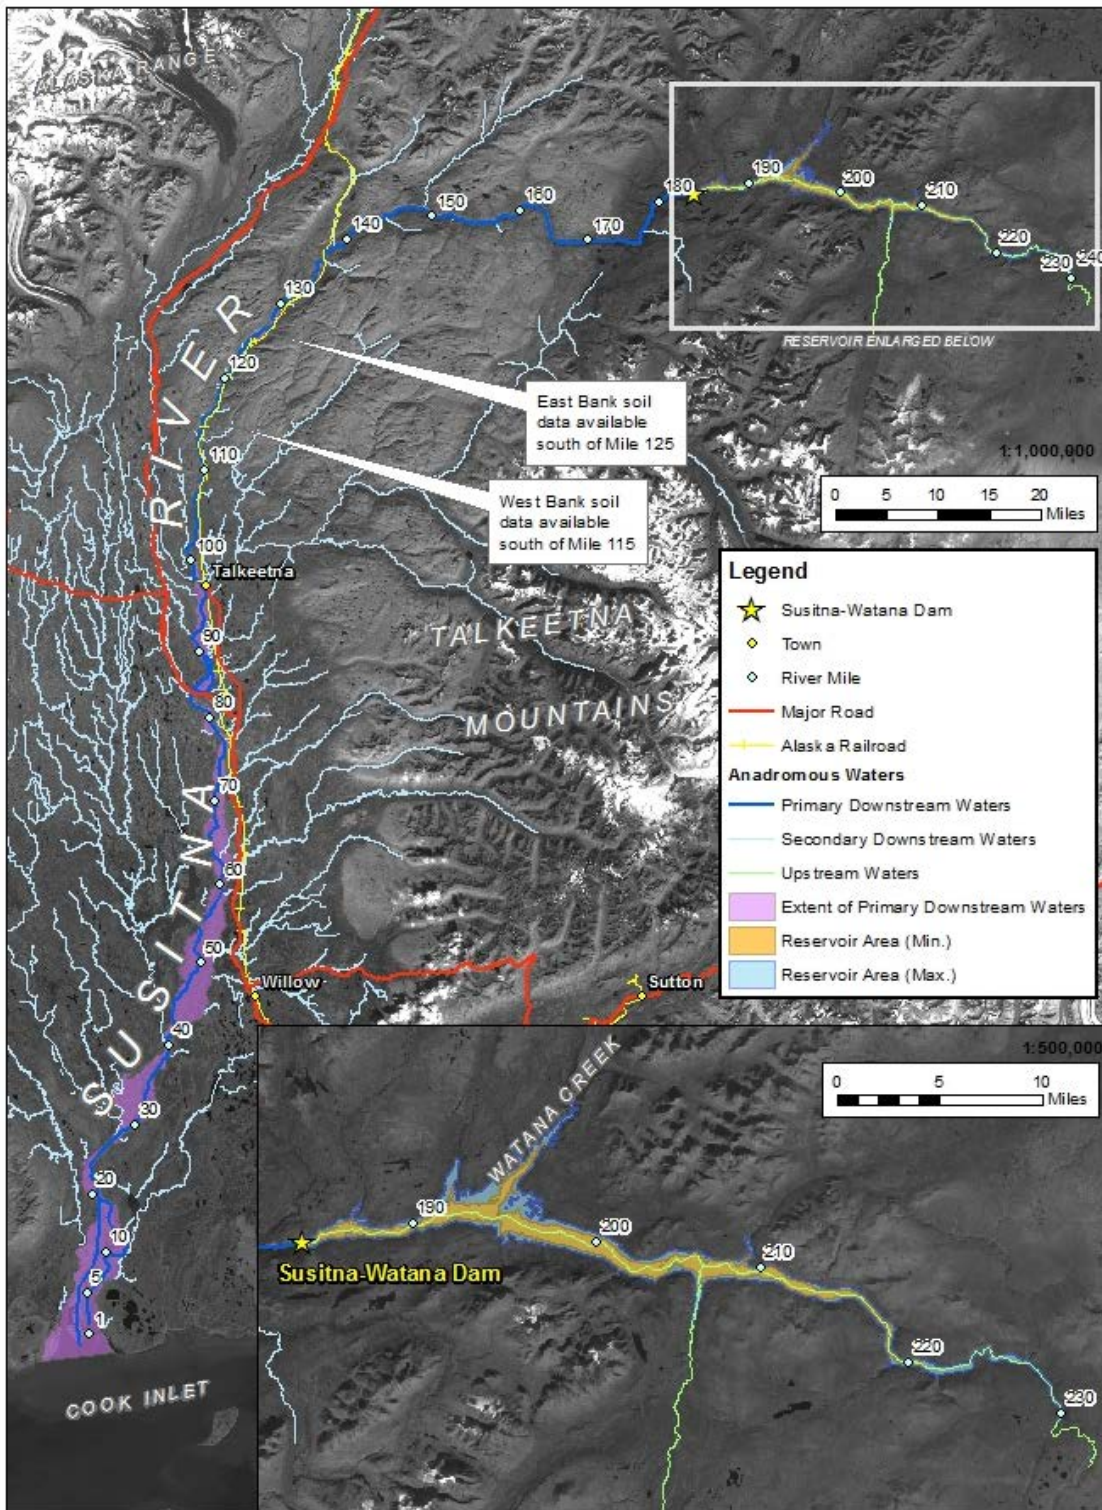 ALASKA RANGE
190
200
210
180
160
150
170
140
220
230
240
130
RESERVOIR ENLARGED BELOW
120
East Bank soil
data available
south of Mile 125
110
1:1,000,000
West Bank soil
data available
south of Mile 115
0 5 10 15 20
Miles
100
Talkeetna
Legend
Susitna-Watana Dam
Town
River Mile
Major Road
Alaska Railroad
Anadromous Waters
Primary Downstream Waters
Secondary Downstream Waters
Upstream Waters
Extent of Primary Downstream Waters
Reservoir Area (Min.)
Reservoir Area (Max.)
TALKEETNA
MOUNTAINS
90
80
70
60
50
Willow
Sutton
40
SUSITNA RIVER
30
20
10
5
1
COOK INLET
1:500,000
0 5 10
Miles
WATANA CREEK
190
200
210
Susitna-Watana Dam
220
230